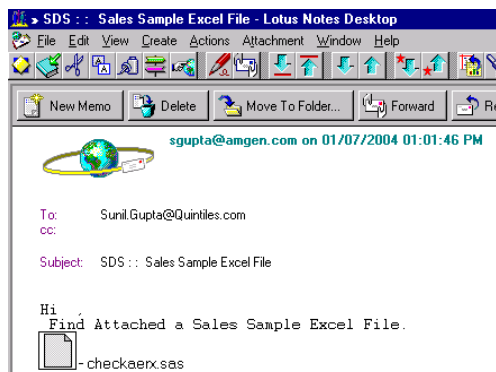 » SDS : : Sales Sample Excel File - Lotus Notes Desktop
File Edit View Create Actions Attachment Window Help
New Memo Delete Move To Folder... Forward Re
sgupta@amgen.com on 01/07/2004 01:01:46 PM
To: Sunil.Gupta@Quintiles.com
cc:
Subject: SDS : : Sales Sample Excel File
Hi ,
Find Attached a Sales Sample Excel File.
- checkaerx.sas